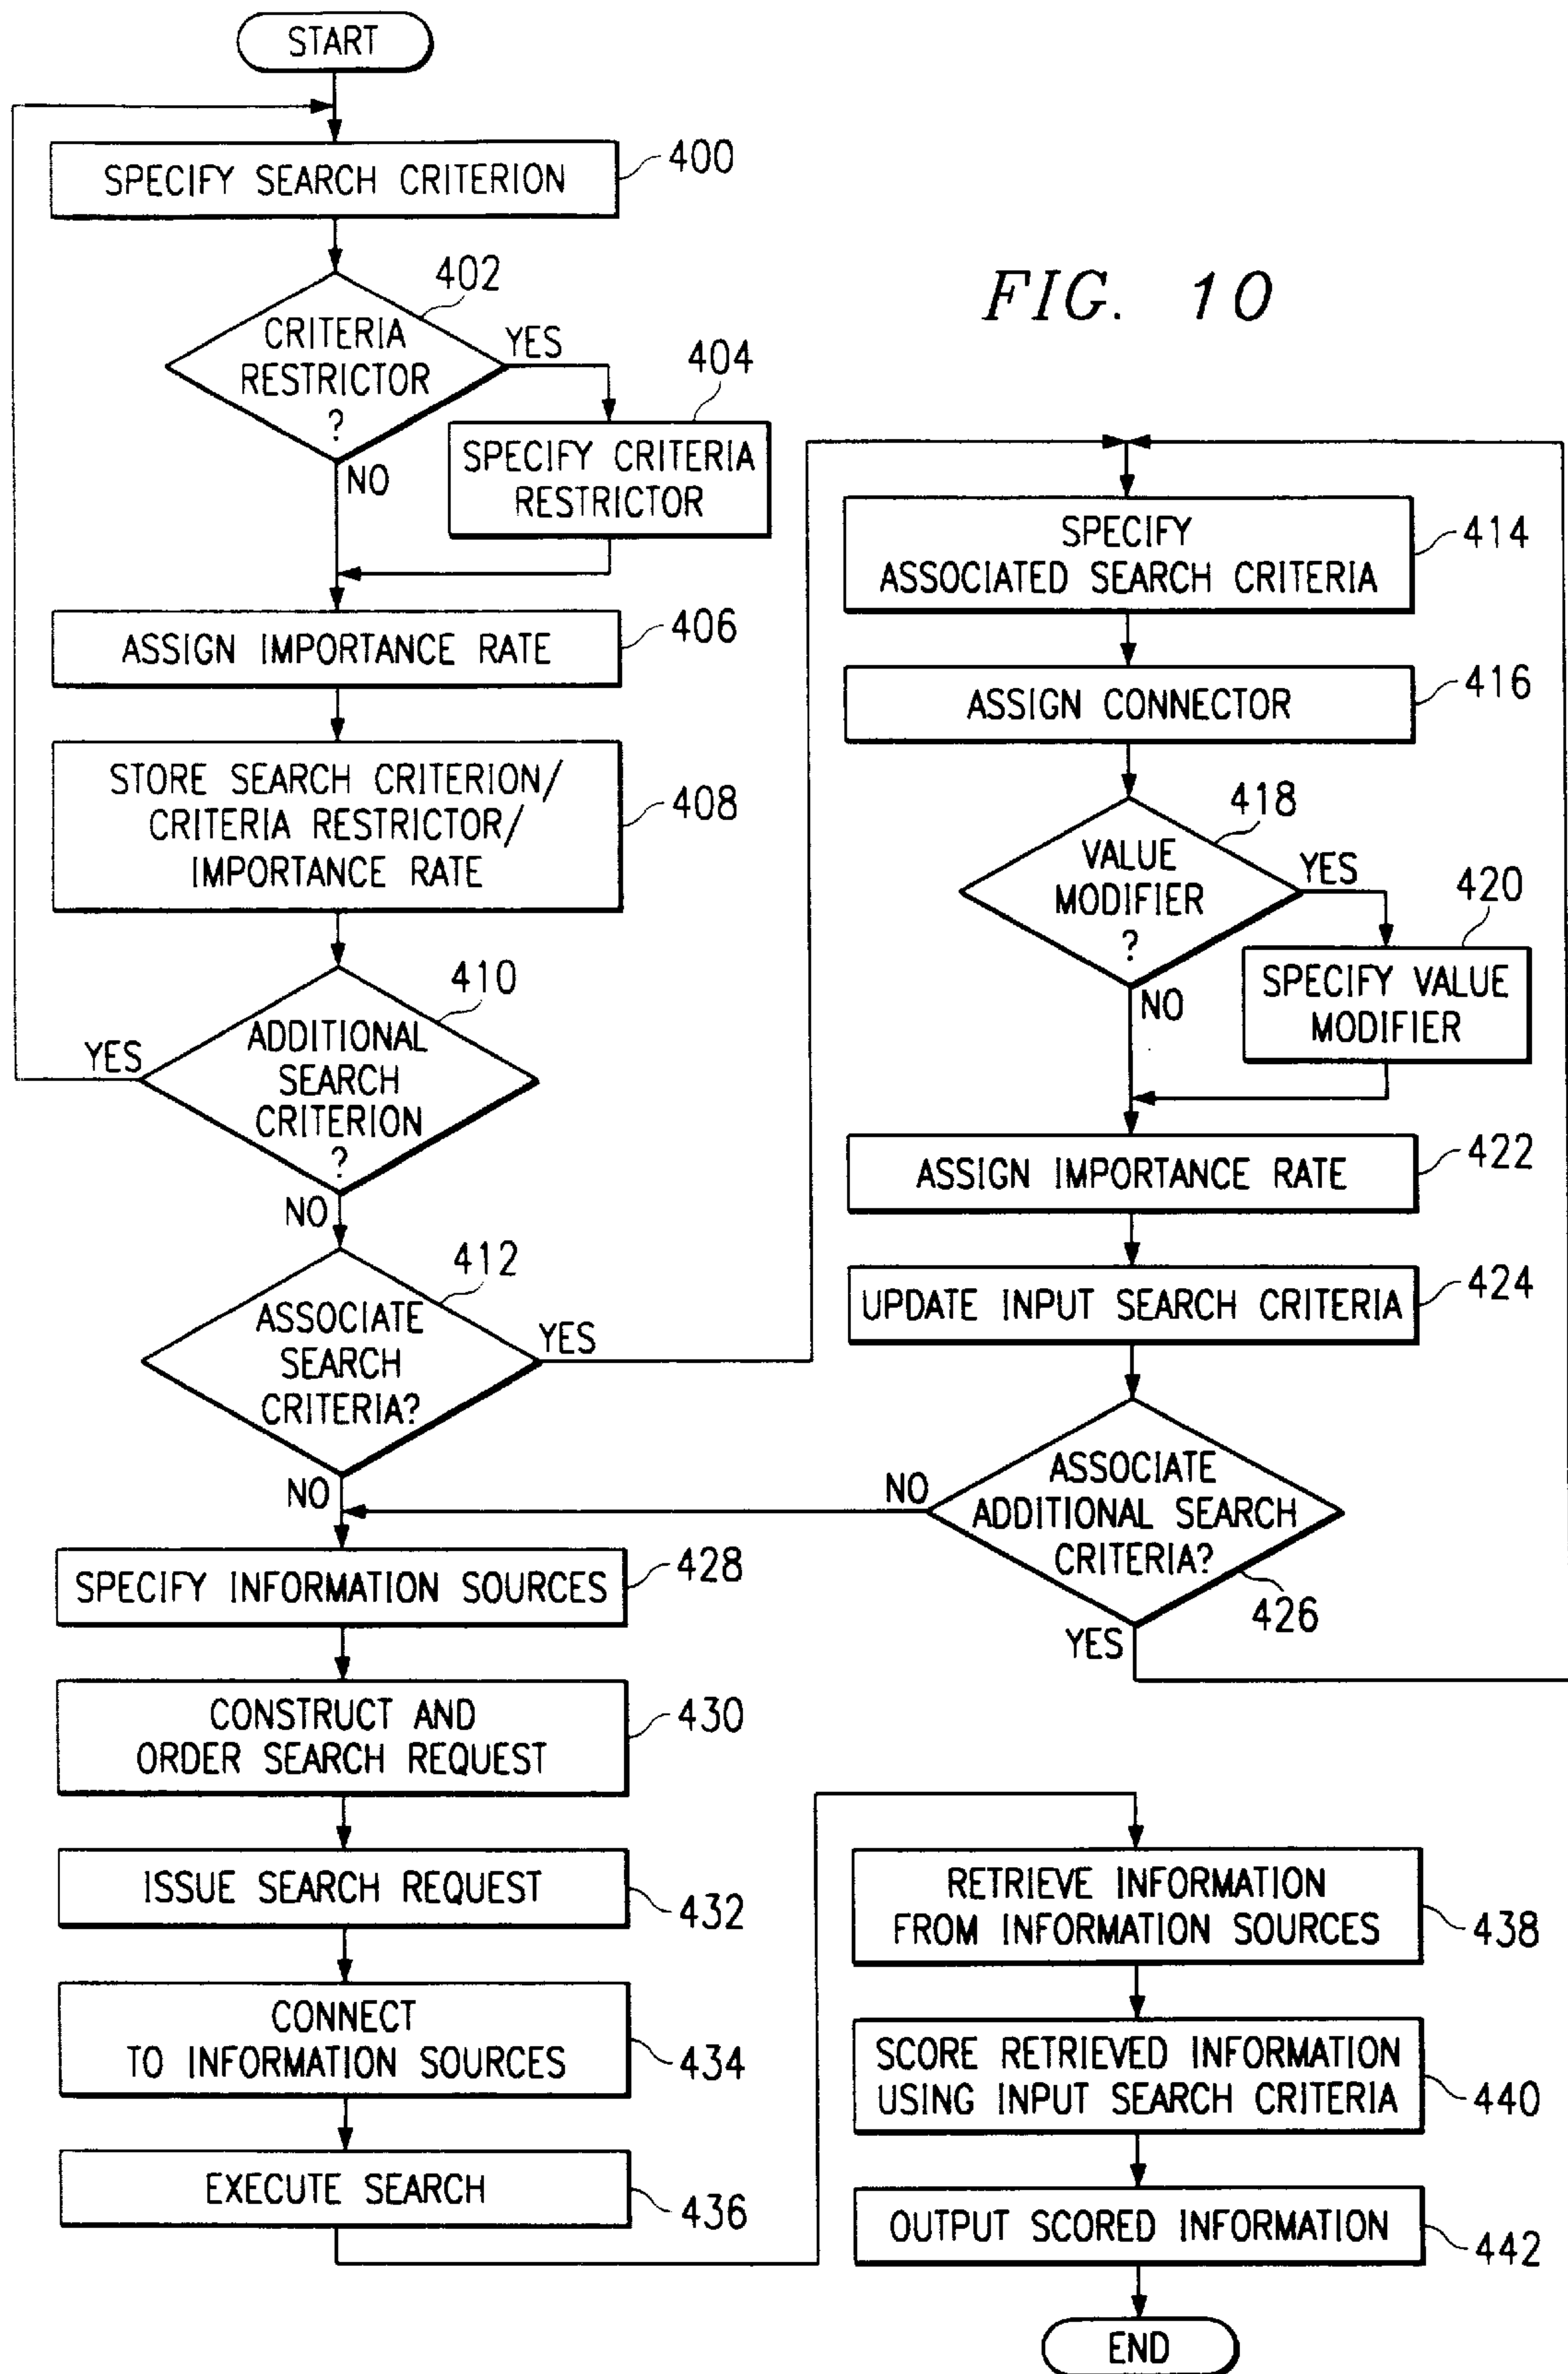 START
SPECIFY SEARCH CRITERION
400
402
CRITERIA
RESTRICTOR
?
YES
NO
404
SPECIFY CRITERIA
RESTRICTOR
ASSIGN IMPORTANCE RATE
406
STORE SEARCH CRITERION/
CRITERIA RESTRICTOR/
IMPORTANCE RATE
408
410
ADDITIONAL
SEARCH
CRITERION
?
YES
NO
412
ASSOCIATE
SEARCH
CRITERIA?
YES
NO
FIG. 10
SPECIFY
ASSOCIATED SEARCH CRITERIA
414
ASSIGN CONNECTOR
416
418
VALUE
MODIFIER
?
YES
NO
420
SPECIFY VALUE
MODIFIER
ASSIGN IMPORTANCE RATE
422
UPDATE INPUT SEARCH CRITERIA
424
ASSOCIATE
ADDITIONAL SEARCH
CRITERIA?
426
NO
YES
SPECIFY INFORMATION SOURCES
428
CONSTRUCT AND
ORDER SEARCH REQUEST
430
ISSUE SEARCH REQUEST
432
CONNECT
TO INFORMATION SOURCES
434
EXECUTE SEARCH
436
RETRIEVE INFORMATION
FROM INFORMATION SOURCES
438
SCORE RETRIEVED INFORMATION
USING INPUT SEARCH CRITERIA
440
OUTPUT SCORED INFORMATION
442
END